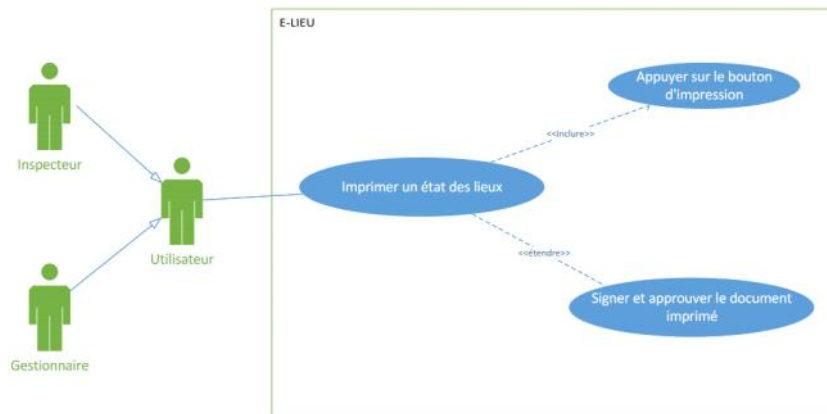 E-LIEU
Appuyer sur le bouton
d'impression
<<inclure>>
Inspecteur
Imprimer un état des lieux
Utilisateur
<<étendre>>
Signer et approuver le document
imprimé
Gestionnaire